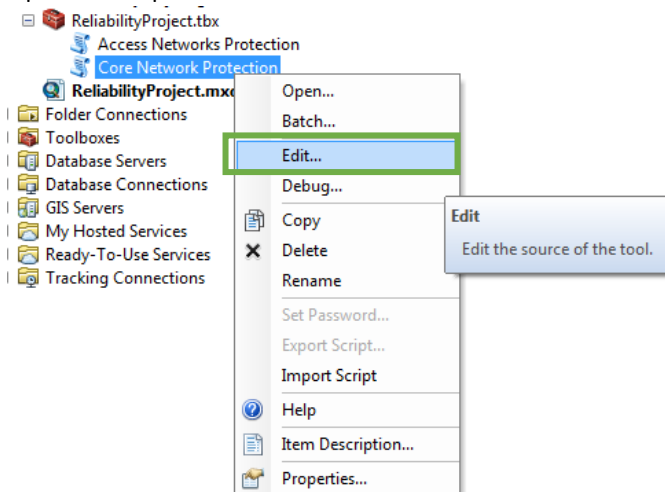 ReliabilityProject.tbx
Access Networks Protection
Core Network Protection
ReliabilityProject.mx
Folder Connections
Toolboxes
Database Servers
Database Connections
GIS Servers
My Hosted Services
Ready-To-Use Services
Tracking Connections
Open...
Batch...
Edit...
Debug...
Copy
Delete
Rename
Set Password...
Export Script...
Import Script
Help
Item Description...
Properties...
Edit
Edit the source of the tool.